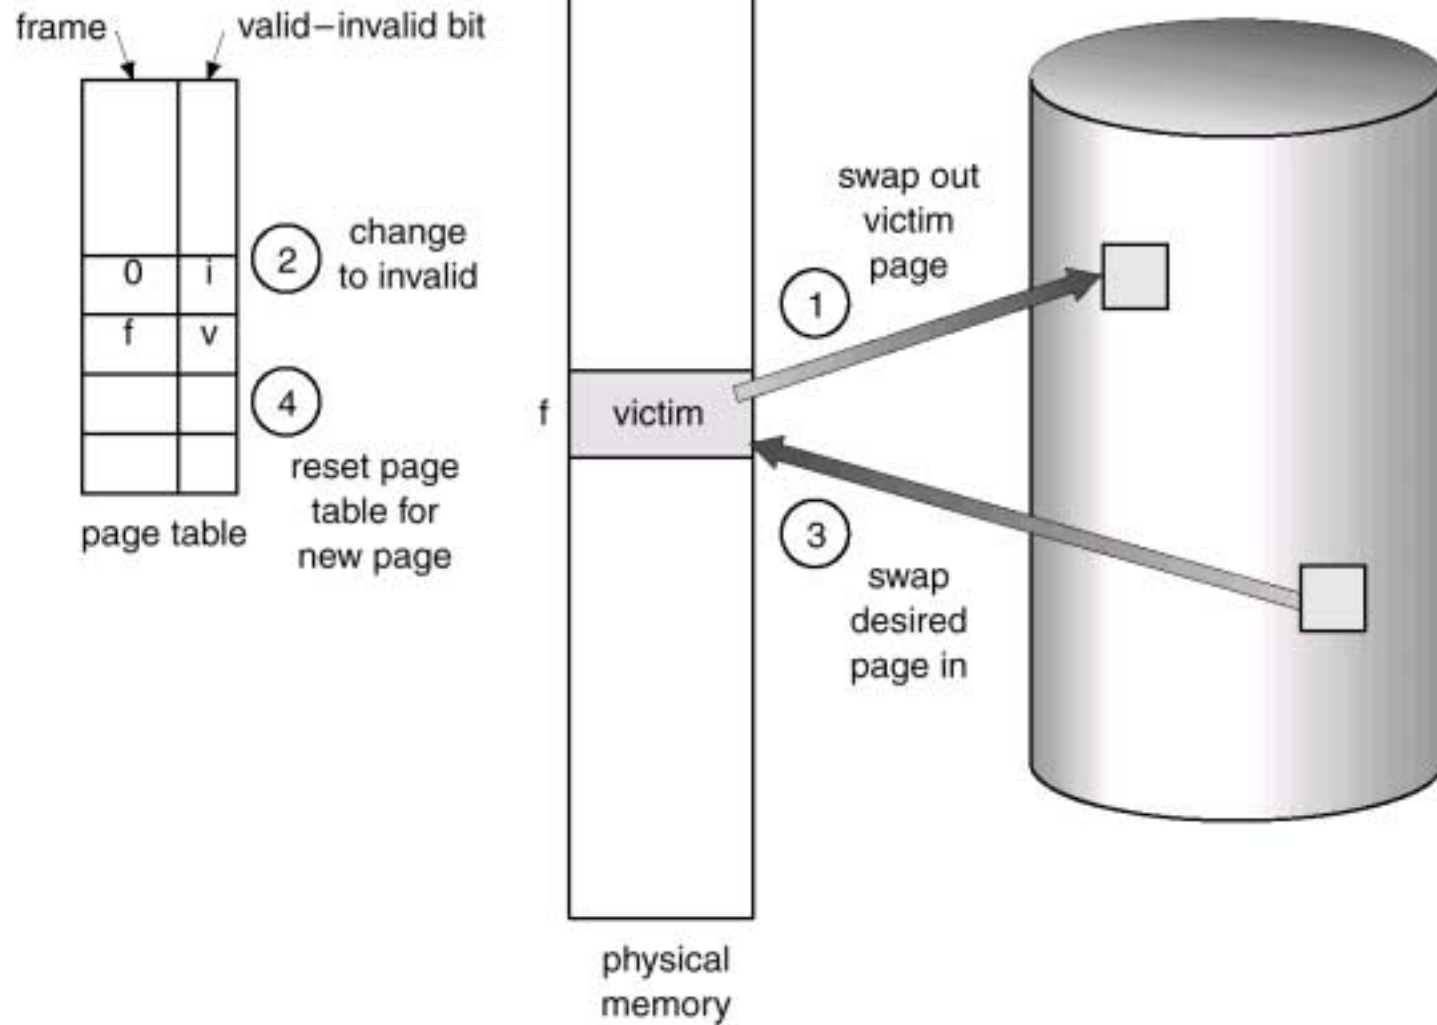 frame
valid–invalid bit
0 i
f v
2
change
to invalid
4
reset page
table for
new page
page table
f
victim
physical
memory
swap out
victim
page
1
3
swap
desired
page in